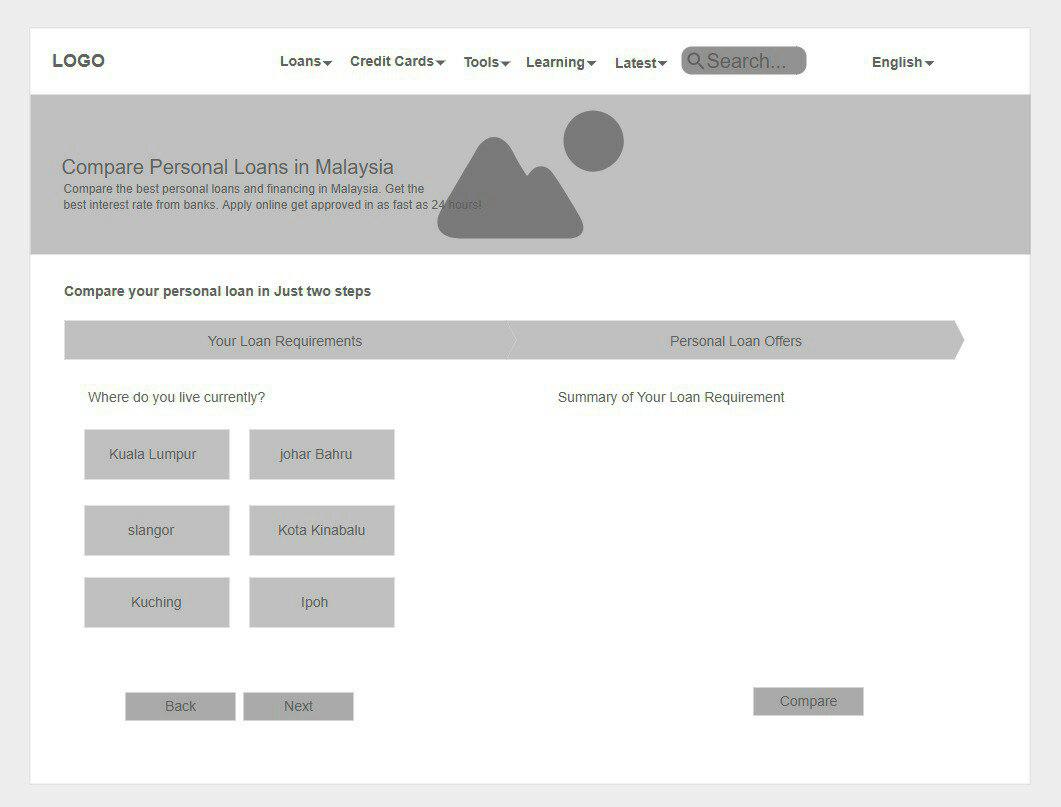 LOGO
Loans
Credit Cards
Tools
Learning
Latest
Search...
English
Compare Personal Loans in Malaysia
Compare the best personal loans and financing in Malaysia. Get the
best interest rate from banks. Apply online get approved in as fast as 24 hours!
Compare your personal loan in Just two steps
Your Loan Requirements
Personal Loan Offers
Where do you live currently?
Summary of Your Loan Requirement
Kuala Lumpur
johar Bahru
slangor
Kota Kinabalu
Kuching
Ipoh
Back
Next
Compare